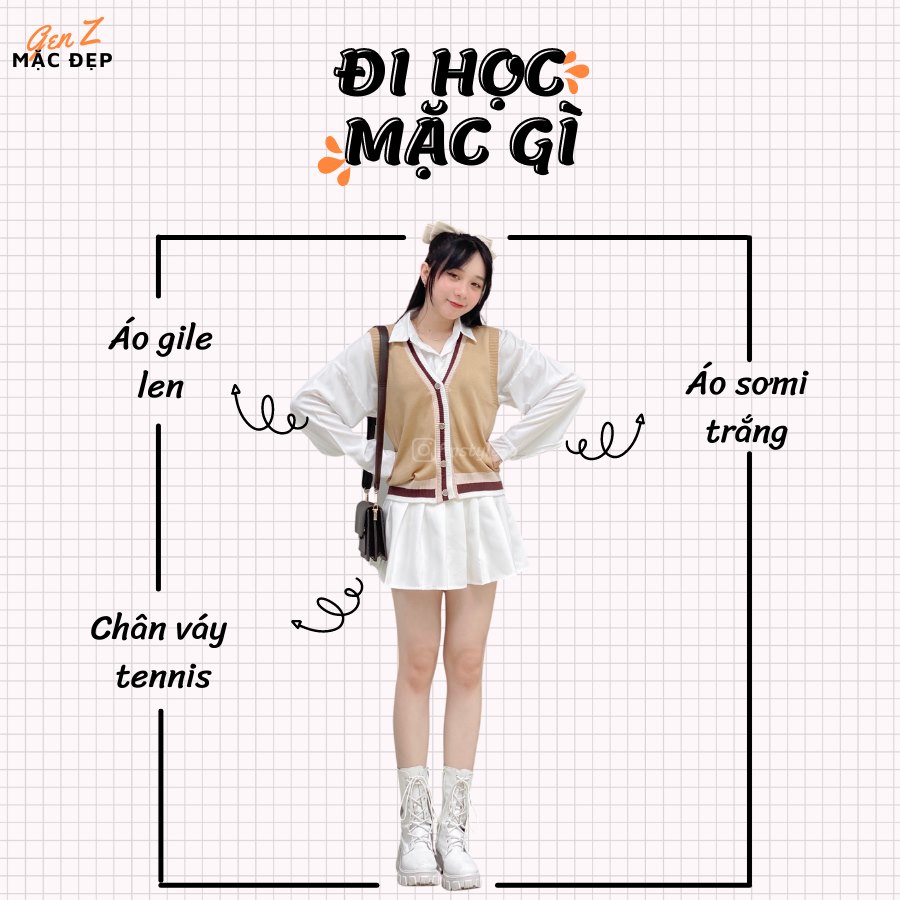 Gen Z
MẶC ĐẸP
ĐI HỌC
MẶC GÌ
Áo gile
len
Áo sơmi
trắng
Chân váy
tennis